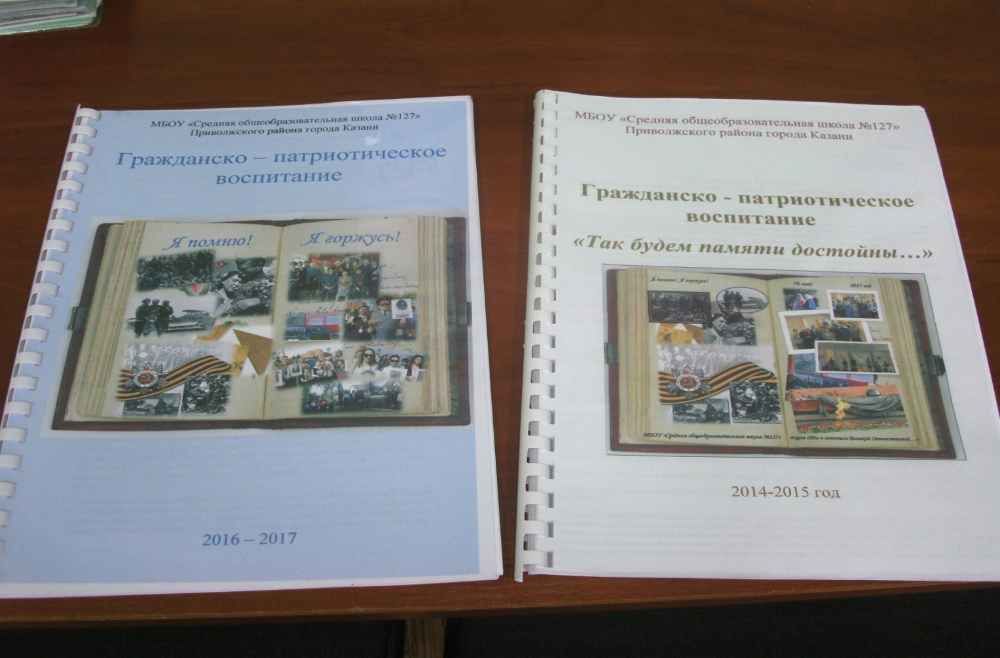 МБОУ «Средняя общеобразовательная школа №127»
Приволжского района города Казани
Гражданско – патриотическое
воспитание
Я помню!
Я горжусь!
2016 – 2017
МБОУ «Средняя общеобразовательная школа №127»
Приволжского района города Казани
Гражданско - патриотическое
воспитание
«Так будем памяти достойны...»
Я помню! Я горжусь!
70 лет!
2015 год
МБОУ «Средняя общеобразовательная школа №127»
акция «Мы в летописи Великой Отечественной...»
2014-2015 год